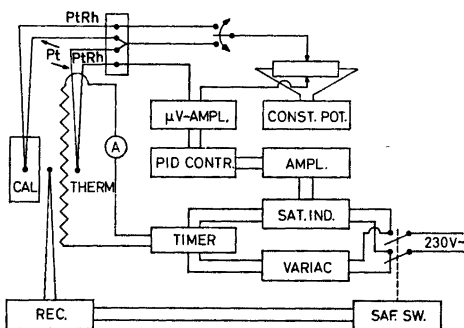 PtRh
Pt
PtRh
μV-AMPL.
CONST. POT.
A
PID CONTR.
AMPL.
CAL
THERM
SAT. IND.
TIMER
230V~
VARIAC
REC.
SAF. SW.